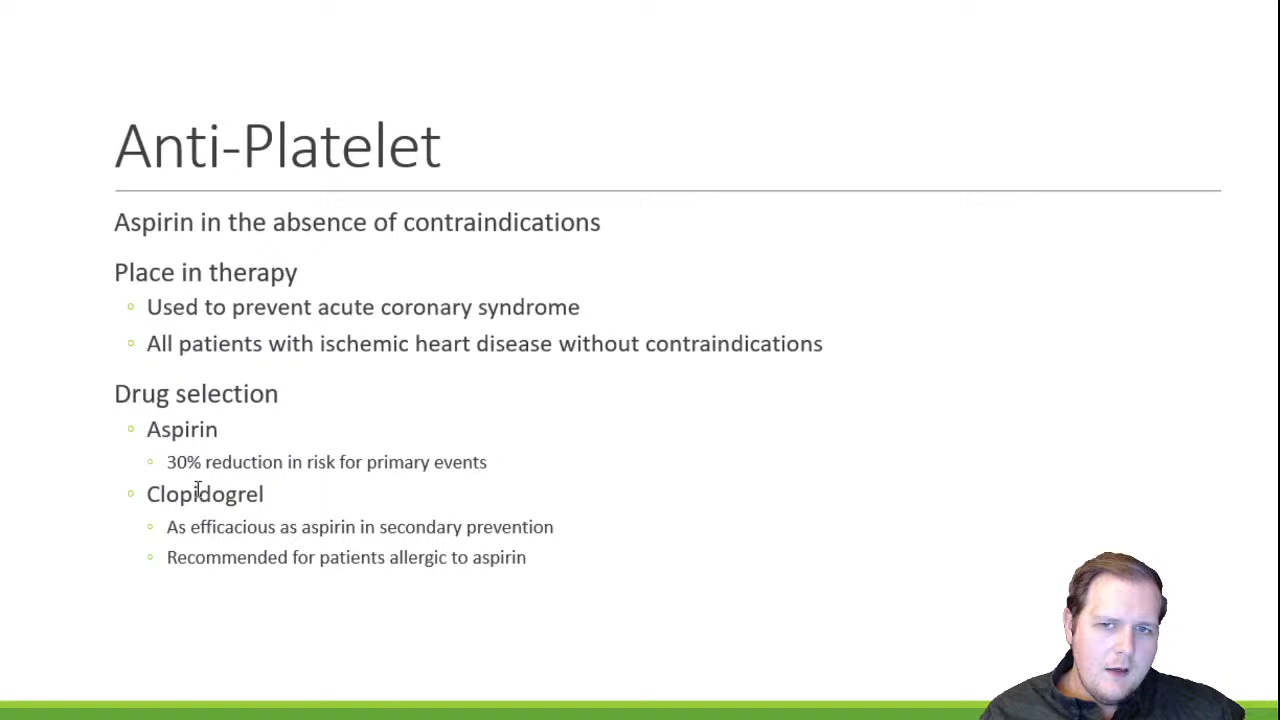 Anti-Platelet
Aspirin in the absence of contraindications
Place in therapy
Used to prevent acute coronary syndrome
All patients with ischemic heart disease without contraindications
Drug selection
Aspirin
30% reduction in risk for primary events
Clopidogrel
As efficacious as aspirin in secondary prevention
Recommended for patients allergic to aspirin